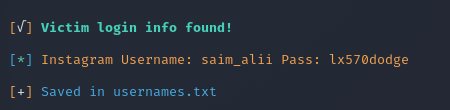 [√] Victim login info found!
[*] Instagram Username: saim_alii Pass: lx570dodge
[+] Saved in usernames.txt